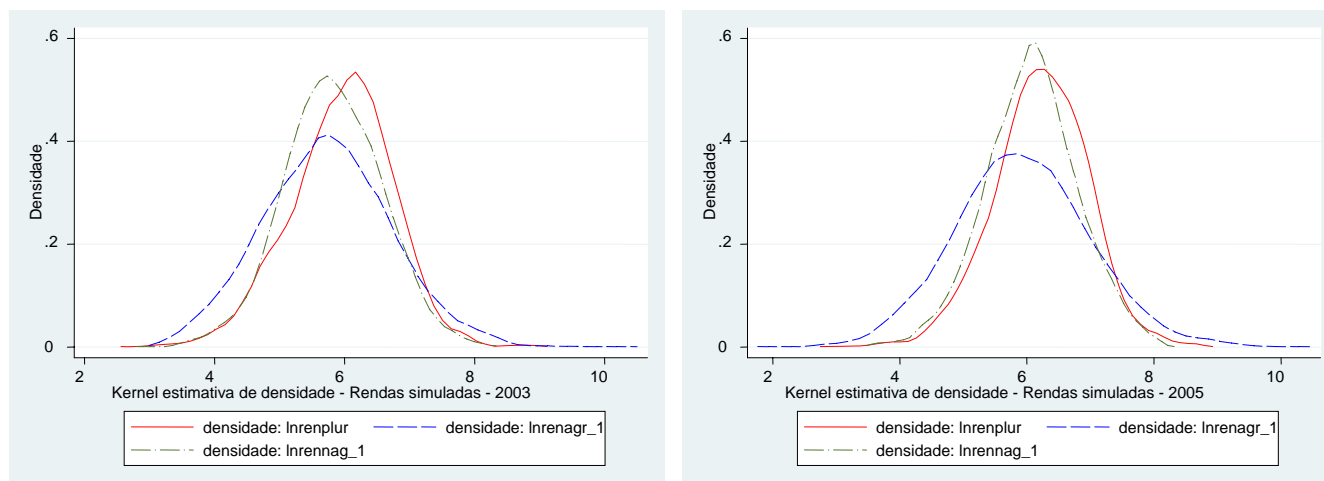 .6
.4
.2
0
Densidade
2 4 6 8 10
Kernel estimativa de densidade - Rendas simuladas - 2003
densidade: lnrenplur densidade: lnrenagr_1
densidade: lnrennag_1
.6
.4
.2
0
Densidade
2 4 6 8 10
Kernel estimativa de densidade - Rendas simuladas - 2005
densidade: lnrenplur densidade: lnrenagr_1
densidade: lnrennag_1